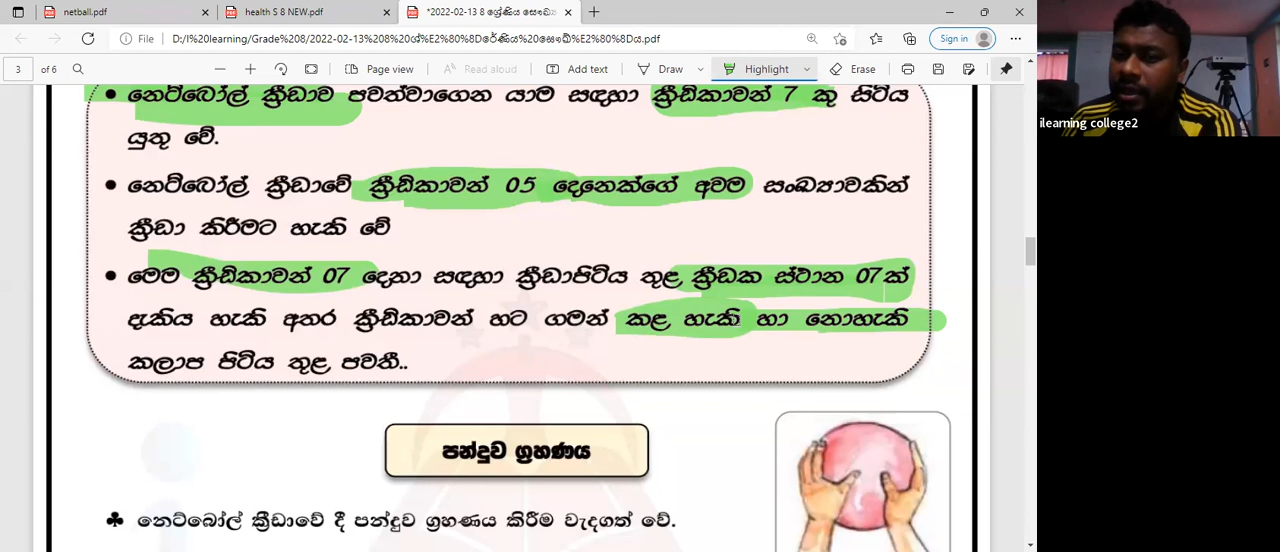 netball.pdf
health S 8 NEW.pdf
*2022-02-13 8 ශ්‍රේණිය සෞඛ්‍ය
File
D:/I%20learning/Grade%208/2022-02-13%208%20ශ්%E2%80%8Dරේණිය%20සෞඛ්%E2%80%8Dය.pdf
Sign in
3 of 6
Page view
Read aloud
Add text
Draw
Highlight
Erase
නෙට්බෝල් ක්‍රීඩාව පවත්වාගෙන යාම සඳහා ක්‍රීඩිකාවන් 7 කු සිටිය
යුතු වේ.
නෙට්බෝල් ක්‍රීඩාවේ ක්‍රීඩිකාවන් 05 දෙනෙක්ගේ අවම සංඛ්‍යාවකින්
ක්‍රීඩා කිරීමට හැකි වේ
මෙම ක්‍රීඩිකාවන් 07 දෙනා සඳහා ක්‍රීඩාපිටිය තුළ ක්‍රීඩක ස්ථාන 07ක්
දැකිය හැකි අතර ක්‍රීඩිකාවන් හට ගමන් කළ හැකි හා නොහැකි
කලාප පිටිය තුළ පවතී..
පන්දුව ග්‍රහණය
නෙට්බෝල් ක්‍රීඩාවේ දී පන්දුව ග්‍රහණය කිරීම වැදගත් වේ.
ilearning college2